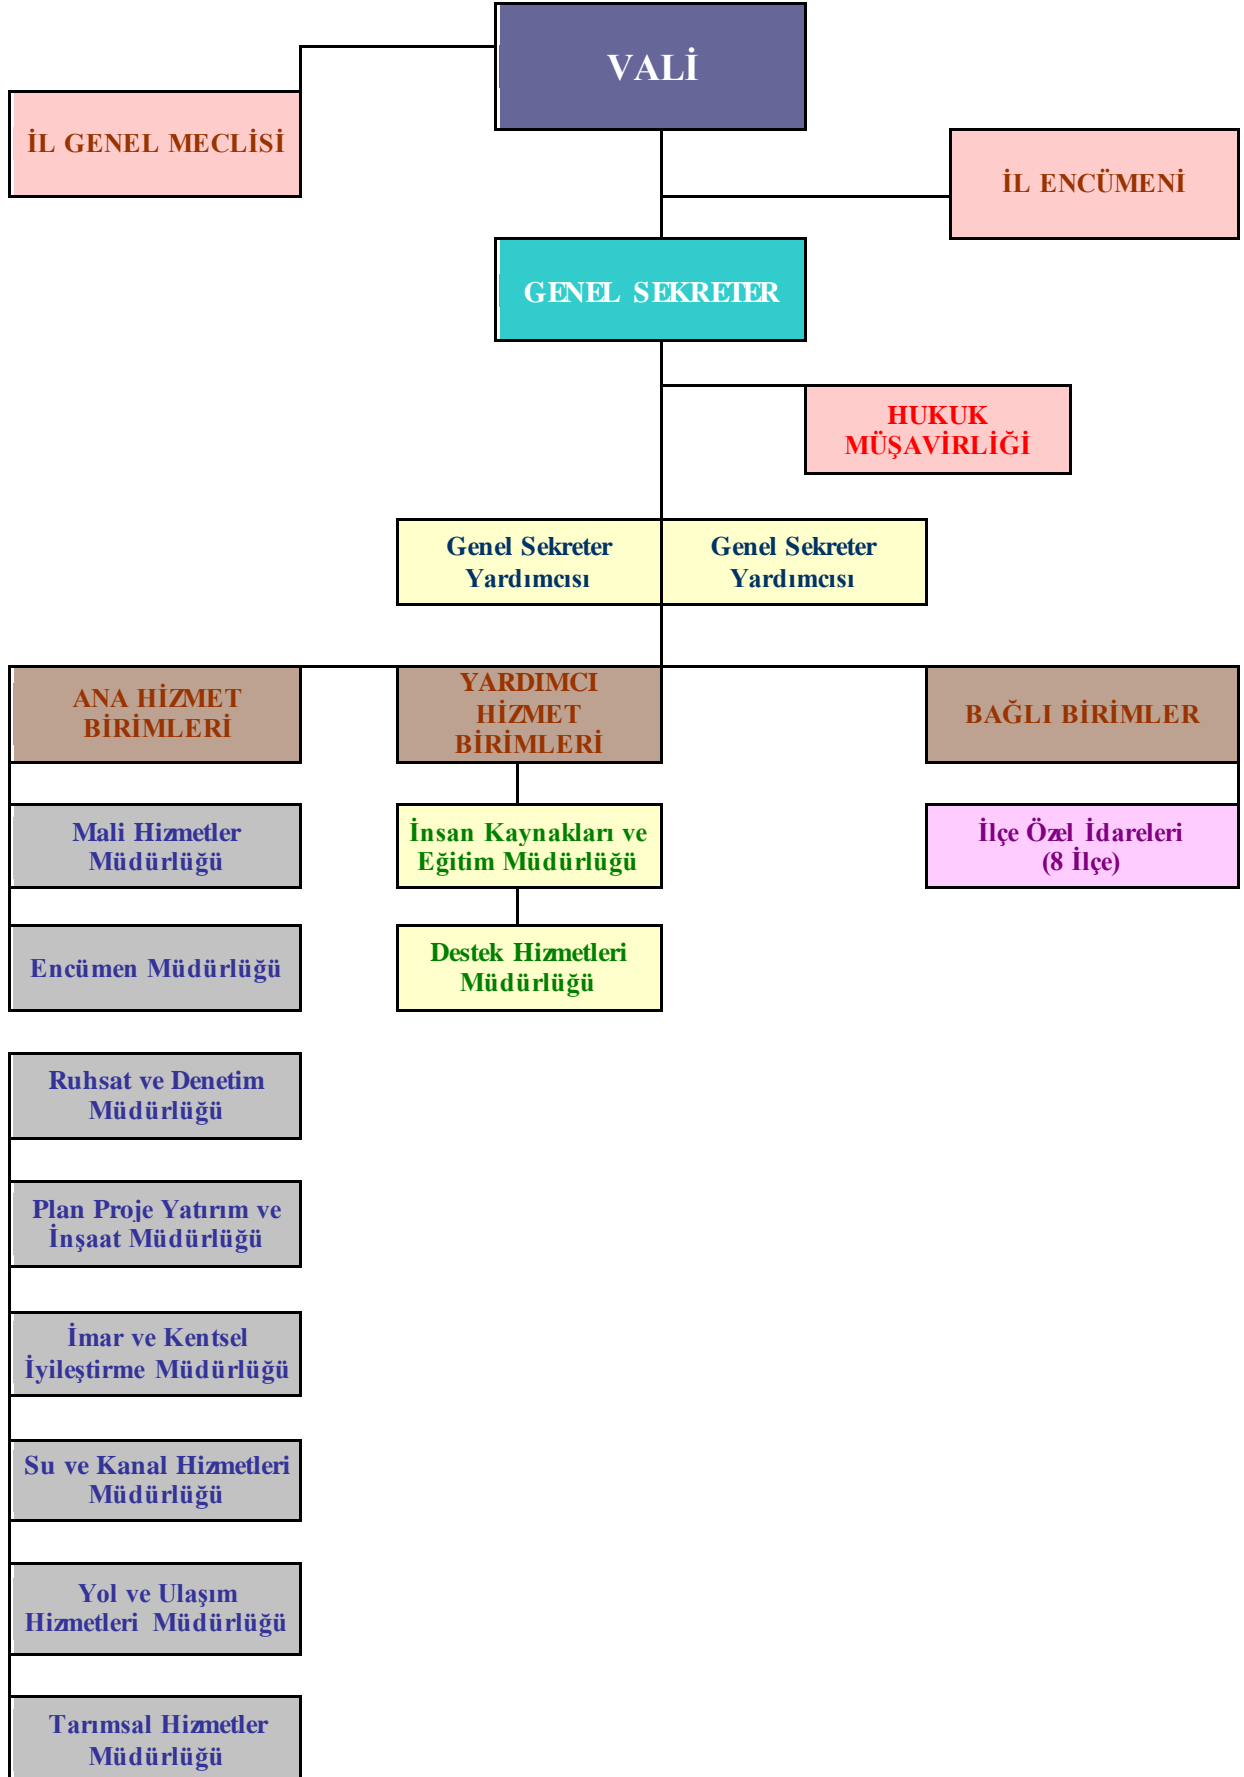 VALİ
İL GENEL MECLİSİ
İL ENCÜMENİ
GENEL SEKRETER
HUKUK
MÜŞAVİRLİĞİ
Genel Sekreter
Yardımcısı
Genel Sekreter
Yardımcısı
ANA HİZMET
BİRİMLERİ
YARDIMCI
HİZMET
BİRİMLERİ
BAĞLI BİRİMLER
Mali Hizmetler
Müdürlüğü
İnsan Kaynakları ve
Eğitim Müdürlüğü
İlçe Özel İdareleri
(8 İlçe)
Encümen Müdürlüğü
Destek Hizmetleri
Müdürlüğü
Ruhsat ve Denetim
Müdürlüğü
Plan Proje Yatırım ve
İnşaat Müdürlüğü
İmar ve Kentsel
İyileştirme Müdürlüğü
Su ve Kanal Hizmetleri
Müdürlüğü
Yol ve Ulaşım
Hizmetleri Müdürlüğü
Tarımsal Hizmetler
Müdürlüğü